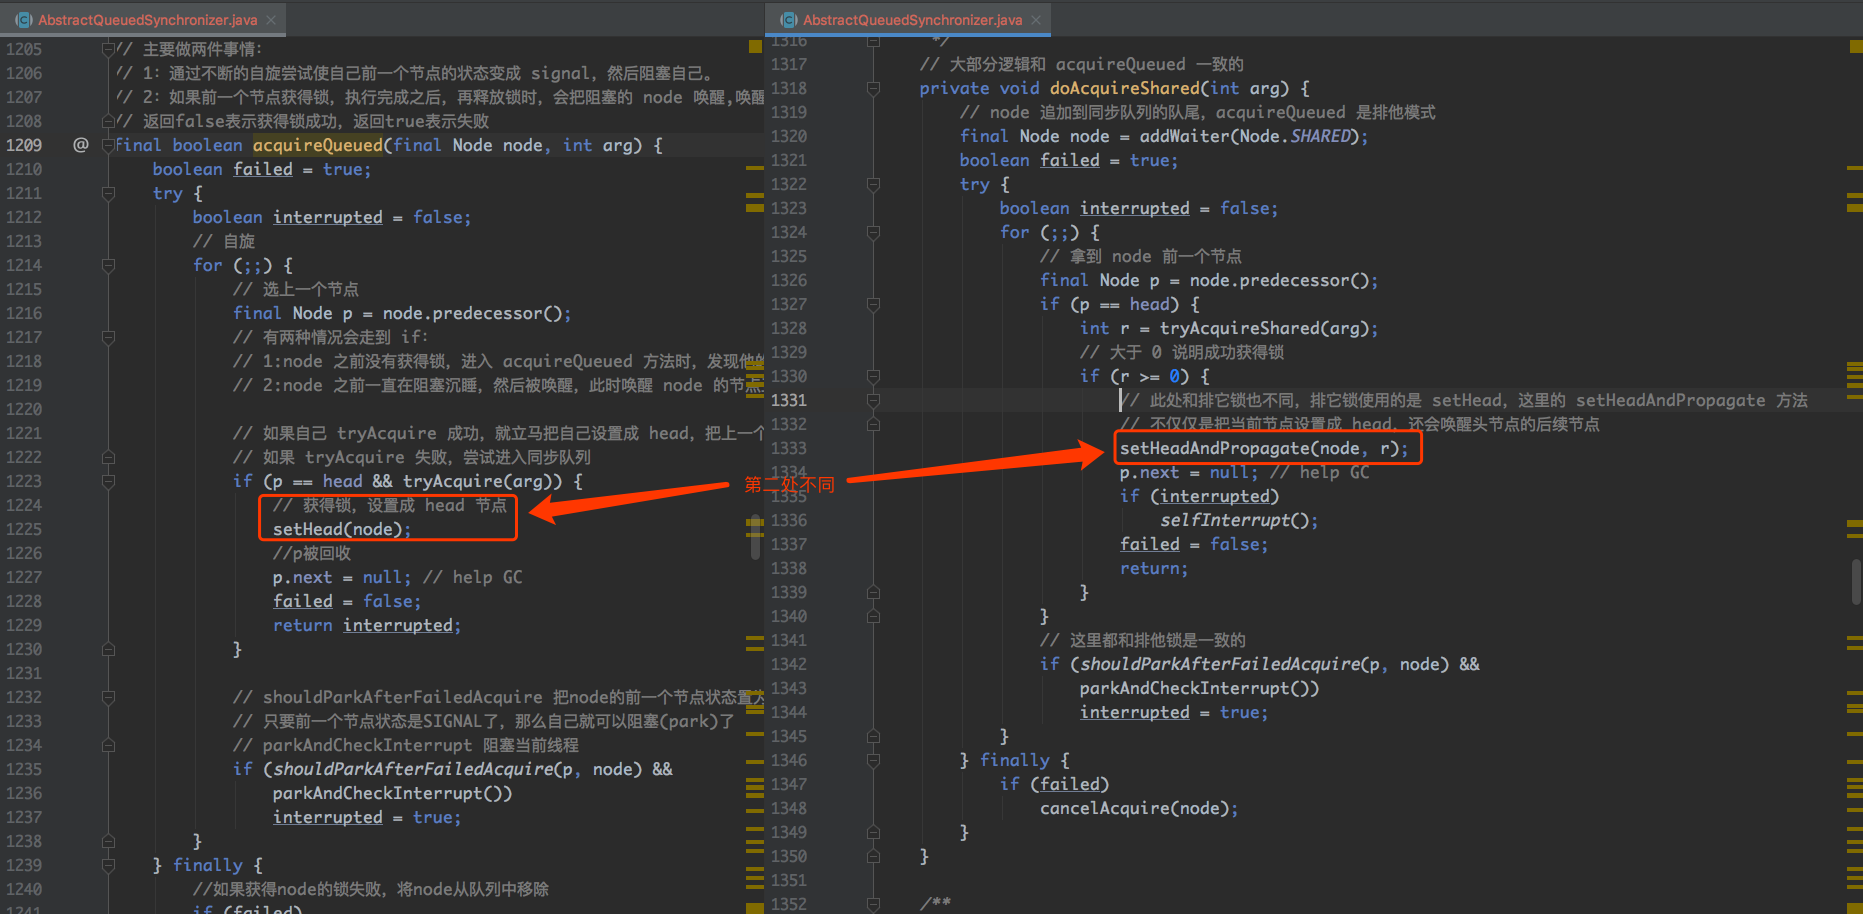 AbstractQueuedSynchronizer.java
1205 // 主要做两件事情：
1206 // 1：通过不断的自旋尝试使自己前一个节点的状态变成 signal，然后阻塞自己。
1207 // 2：如果前一个节点获得锁，执行完成之后，再释放锁时，会把阻塞的 node 唤醒,唤醒
1208 // 返回false表示获得锁成功，返回true表示失败
1209 @ final boolean acquireQueued(final Node node, int arg) {
1210 boolean failed = true;
1211 try {
1212 boolean interrupted = false;
1213 // 自旋
1214 for (;;) {
1215 // 选上一个节点
1216 final Node p = node.predecessor();
1217 // 有两种情况会走到 if：
1218 // 1:node 之前没有获得锁，进入 acquireQueued 方法时，发现他的
1219 // 2:node 之前一直在阻塞沉睡，然后被唤醒，此时唤醒 node 的节点
1220
1221 // 如果自己 tryAcquire 成功，就立马把自己设置成 head，把上一个
1222 // 如果 tryAcquire 失败，尝试进入同步队列
1223 if (p == head && tryAcquire(arg)) {
1224 // 获得锁，设置成 head 节点
1225 setHead(node);
1226 //p被回收
1227 p.next = null; // help GC
1228 failed = false;
1229 return interrupted;
1230 }
1231
1232 // shouldParkAfterFailedAcquire 把node的前一个节点状态置为
1233 // 只要前一个节点状态是SIGNAL了，那么自己就可以阻塞(park)了
1234 // parkAndCheckInterrupt 阻塞当前线程
1235 if (shouldParkAfterFailedAcquire(p, node) &&
1236 parkAndCheckInterrupt())
1237 interrupted = true;
1238 }
1239 } finally {
1240 //如果获得node的锁失败，将node从队列中移除
1241 if (failed)
第二处不同
AbstractQueuedSynchronizer.java
1316 */
1317 // 大部分逻辑和 acquireQueued 一致的
1318 private void doAcquireShared(int arg) {
1319 // node 追加到同步队列的队尾，acquireQueued 是排他模式
1320 final Node node = addWaiter(Node.SHARED);
1321 boolean failed = true;
1322 try {
1323 boolean interrupted = false;
1324 for (;;) {
1325 // 拿到 node 前一个节点
1326 final Node p = node.predecessor();
1327 if (p == head) {
1328 int r = tryAcquireShared(arg);
1329 // 大于 0 说明成功获得锁
1330 if (r >= 0) {
1331 // 此处和排它锁也不同，排它锁使用的是 setHead，这里的 setHeadAndPropagate 方法
1332 // 不仅仅是把当前节点设置成 head，还会唤醒头节点的后续节点
1333 setHeadAndPropagate(node, r);
1334 p.next = null; // help GC
1335 if (interrupted)
1336 selfInterrupt();
1337 failed = false;
1338 return;
1339 }
1340 }
1341 // 这里都和排他锁是一致的
1342 if (shouldParkAfterFailedAcquire(p, node) &&
1343 parkAndCheckInterrupt())
1344 interrupted = true;
1345 }
1346 } finally {
1347 if (failed)
1348 cancelAcquire(node);
1349 }
1350 }
1351
1352 /**